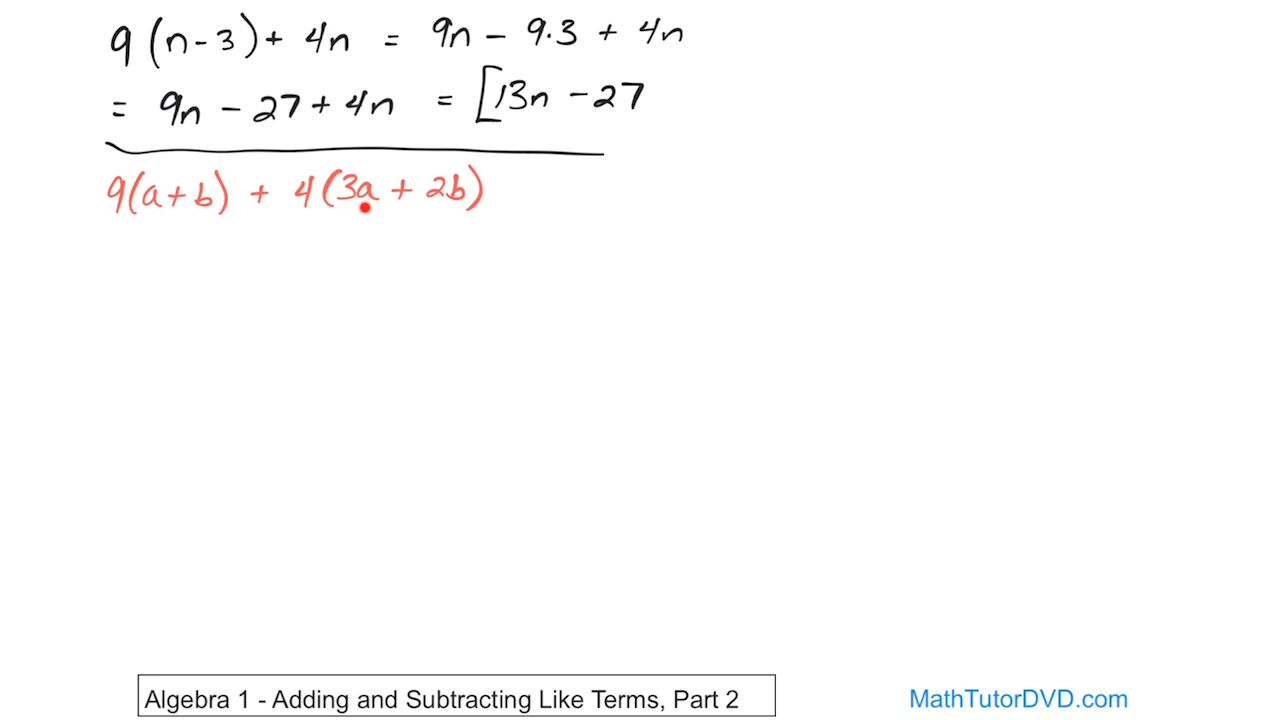 9(n-3)+ 4n = 9n - 9·3 + 4n
= 9n - 27 + 4n = [13n - 27
9(a+b) + 4(3a + 2b)
Algebra 1 - Adding and Subtracting Like Terms, Part 2
MathTutorDVD.com